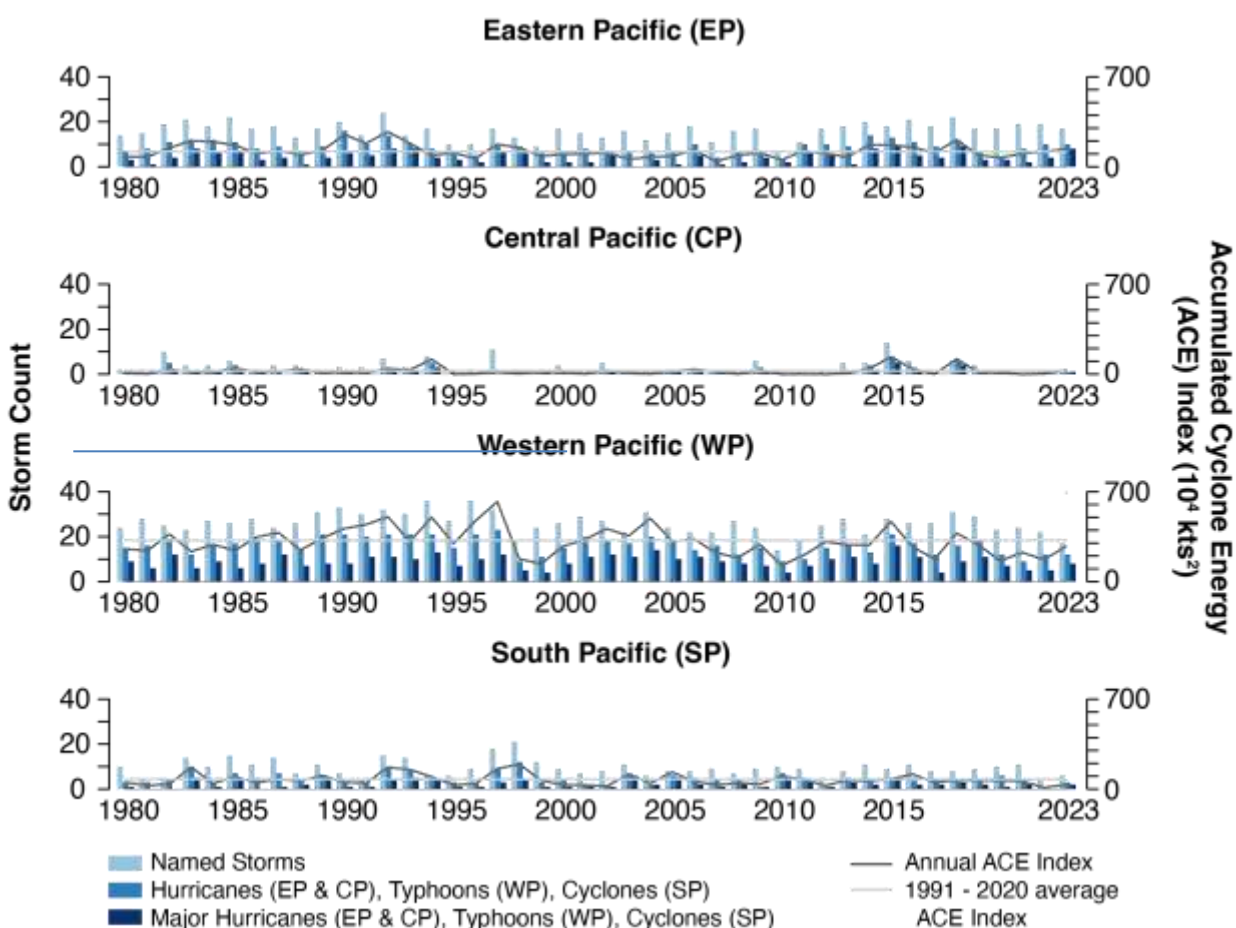 Eastern Pacific (EP)
40
20
0
700
0
1980 1985 1990 1995 2000 2005 2010 2015 2023
Central Pacific (CP)
40
20
0
700
0
1980 1985 1990 1995 2000 2005 2010 2015 2023
Western Pacific (WP)
40
20
0
700
0
1980 1985 1990 1995 2000 2005 2010 2015 2023
South Pacific (SP)
40
20
0
700
0
1980 1985 1990 1995 2000 2005 2010 2015 2023
Storm Count
Accumulated Cyclone Energy
(ACE) Index (10⁴ kts²)
Named Storms
Hurricanes (EP & CP), Typhoons (WP), Cyclones (SP)
Major Hurricanes (EP & CP), Typhoons (WP), Cyclones (SP)
Annual ACE Index
1991 - 2020 average
ACE Index